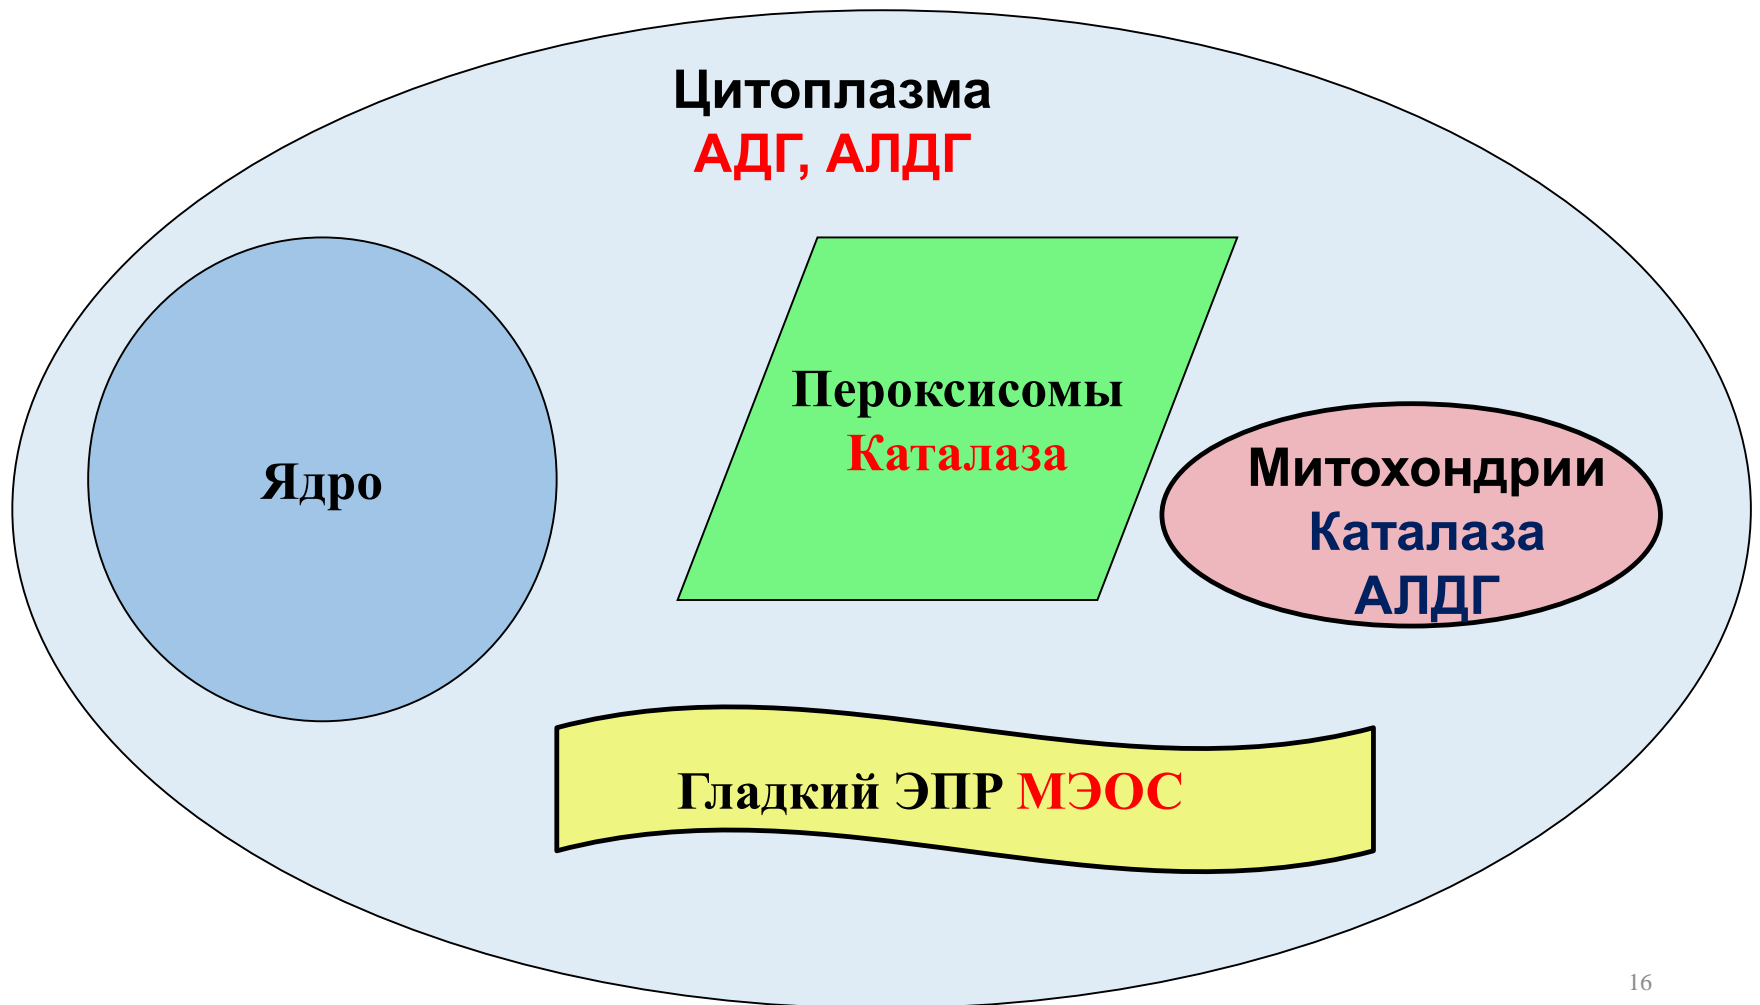 Цитоплазма
АДГ, АЛДГ
Пероксисомы
Каталаза
Ядро
Митохондрии
Каталаза
АЛДГ
Гладкий ЭПР МЭОС
16